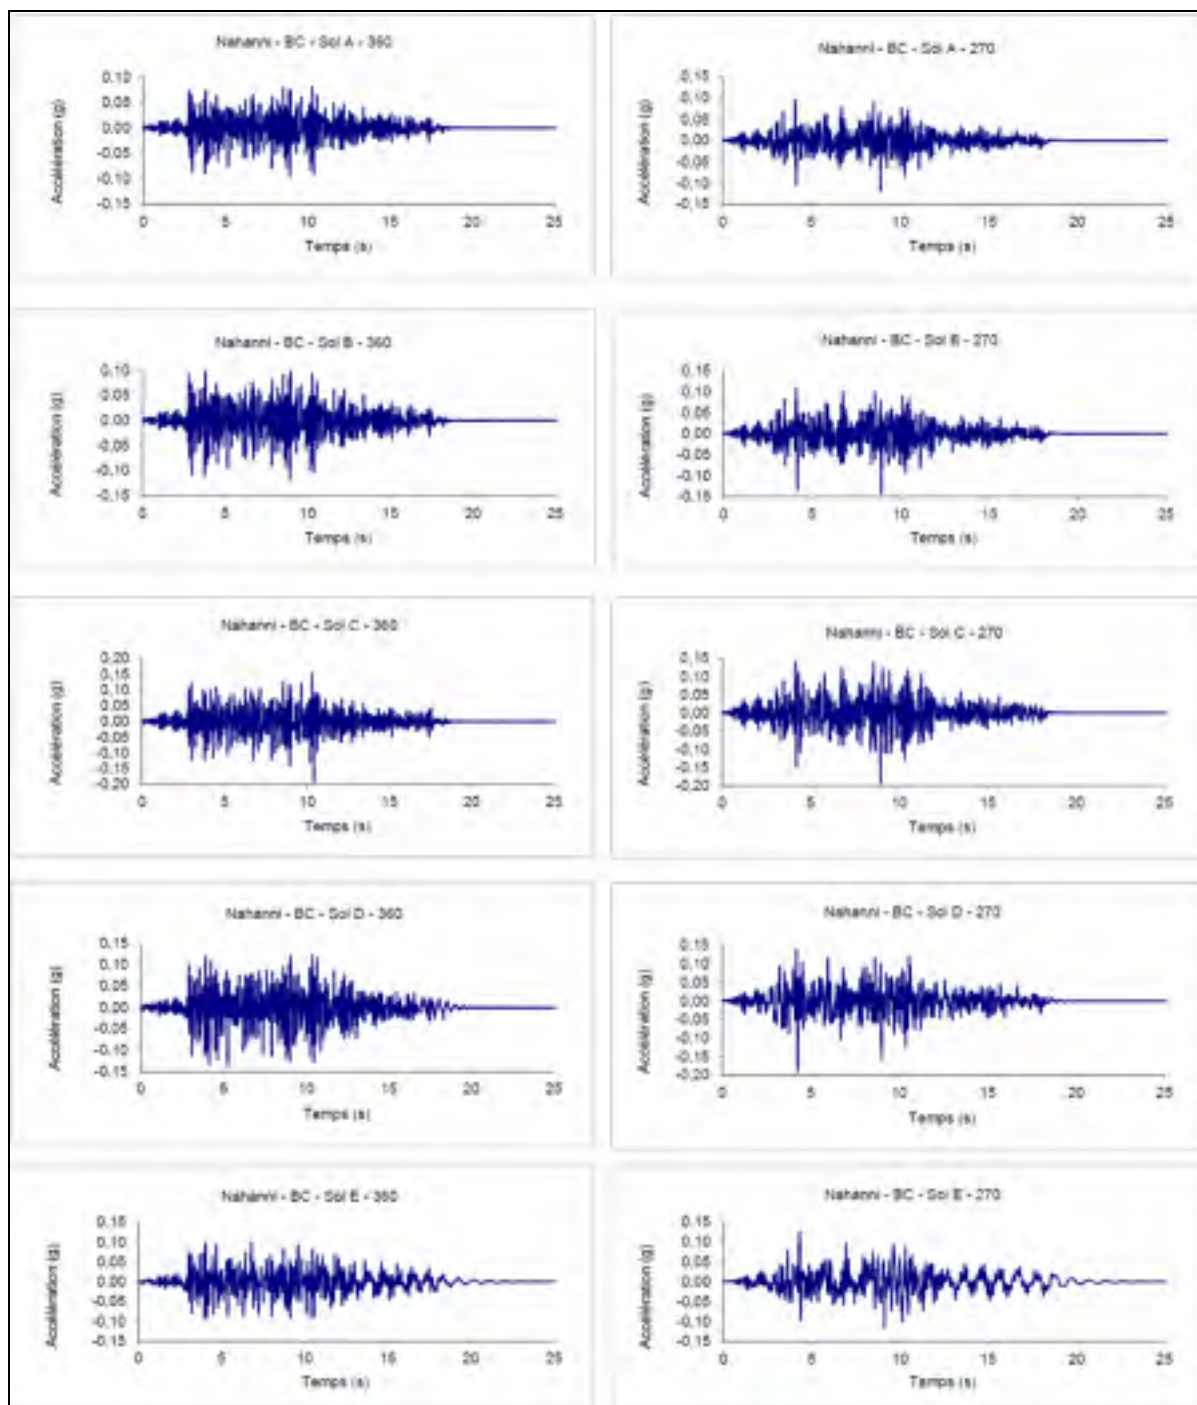 Nahanni - BC - Sol A - 360
Accélération (g)
0,10
0,05
0,00
-0,05
-0,10
-0,15
0 5 10 15 20 25
Temps (s)
Nahanni - BC - Sol A - 270
Accélération (g)
0,15
0,10
0,05
0,00
-0,05
-0,10
-0,15
0 5 10 15 20 25
Temps (s)
Nahanni - BC - Sol B - 360
Accélération (g)
0,10
0,05
0,00
-0,05
-0,10
-0,15
0 5 10 15 20 25
Temps (s)
Nahanni - BC - Sol B - 270
Accélération (g)
0,15
0,10
0,05
0,00
-0,05
-0,10
-0,15
0 5 10 15 20 25
Temps (s)
Nahanni - BC - Sol C - 360
Accélération (g)
0,20
0,15
0,10
0,05
0,00
-0,05
-0,10
-0,15
-0,20
0 5 10 15 20 25
Temps (s)
Nahanni - BC - Sol C - 270
Accélération (g)
0,15
0,10
0,05
0,00
-0,05
-0,10
-0,15
-0,20
0 5 10 15 20 25
Temps (s)
Nahanni - BC - Sol D - 360
Accélération (g)
0,15
0,10
0,05
0,00
-0,05
-0,10
-0,15
0 5 10 15 20 25
Temps (s)
Nahanni - BC - Sol D - 270
Accélération (g)
0,15
0,10
0,05
0,00
-0,05
-0,10
-0,15
-0,20
0 5 10 15 20 25
Temps (s)
Nahanni - BC - Sol E - 360
Accélération (g)
0,15
0,10
0,05
0,00
-0,05
-0,10
-0,15
0 5 10 15 20 25
Temps (s)
Nahanni - BC - Sol E - 270
Accélération (g)
0,15
0,10
0,05
0,00
-0,05
-0,10
-0,15
0 5 10 15 20 25
Temps (s)